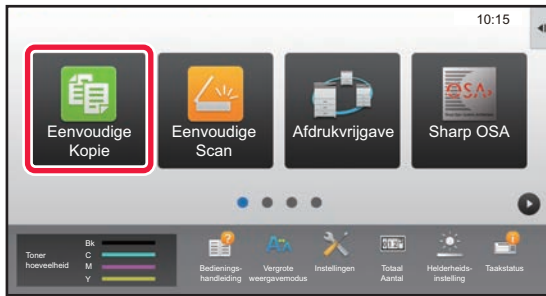 10:15
Eenvoudige
Kopie
Eenvoudige
Scan
Afdrukvrijgave
OSA
Sharp OSA
Toner
hoeveelheid
Bk
C
M
Y
Bedienings-
handleiding
Vergrote
weergavemodus
Instellingen
Totaal
Aantal
Helderheids-
instelling
Taakstatus